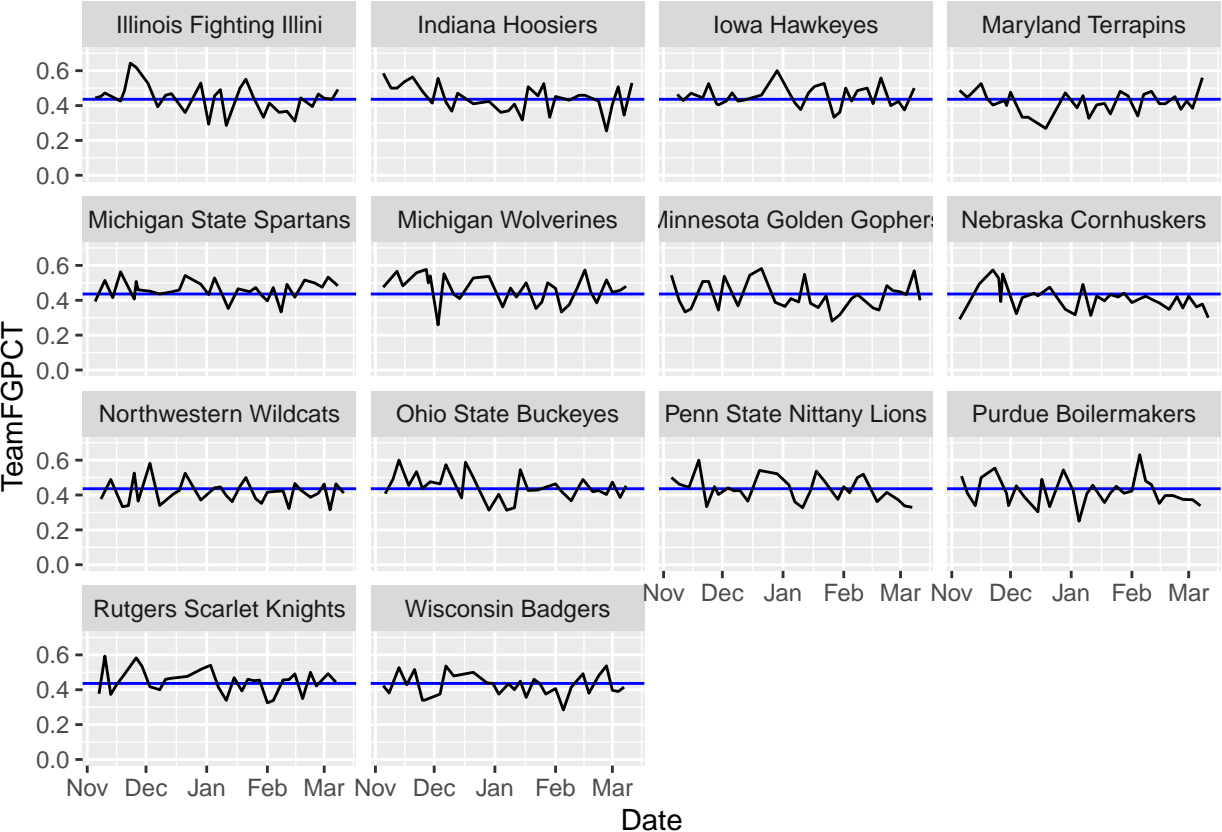 Illinois Fighting Illini
Indiana Hoosiers
Iowa Hawkeyes
Maryland Terrapins
0.6
0.4
0.2
0.0
Michigan State Spartans
Michigan Wolverines
Minnesota Golden Gophers
Nebraska Cornhuskers
0.6
0.4
0.2
0.0
TeamFGPCT
Northwestern Wildcats
Ohio State Buckeyes
Penn State Nittany Lions
Purdue Boilermakers
0.6
0.4
0.2
0.0
Nov Dec Jan Feb Mar
Nov Dec Jan Feb Mar
Rutgers Scarlet Knights
Wisconsin Badgers
0.6
0.4
0.2
0.0
Nov Dec Jan Feb Mar
Nov Dec Jan Feb Mar
Date